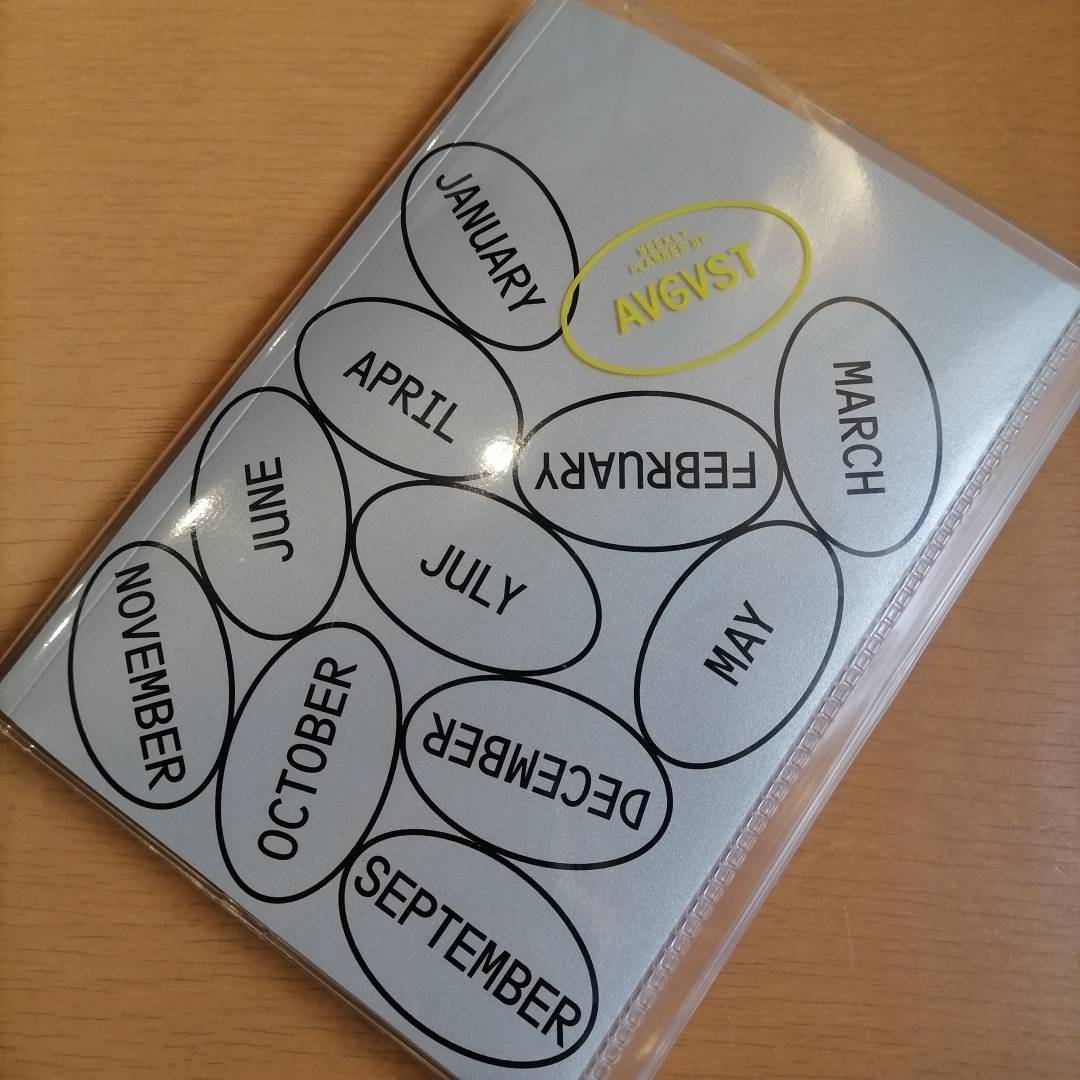 JANUARY
WEEKLY
PLANNER BY
AVGVST
APRIL
MARCH
FEBRUARY
JUNE
JULY
MAY
NOVEMBER
OCTOBER
DECEMBER
SEPTEMBER